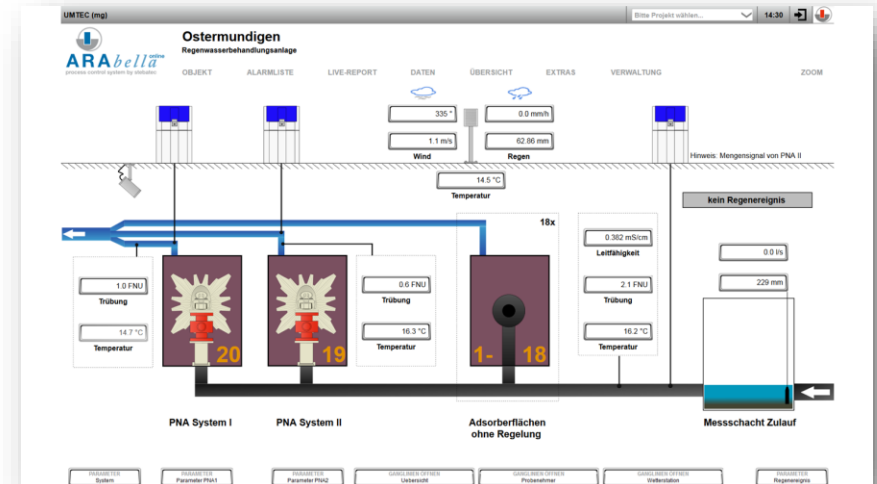 UMTEC (mg)
Bitte Projekt wählen...
14:30
ARAbella online
process control system by stebatec
Ostermundigen
Regenwasserbehandlungsanlage
OBJEKT ALARMLISTE LIVE-REPORT DATEN ÜBERSICHT EXTRAS VERWALTUNG ZOOM
335 ° 0.0 mm/h
1.1 m/s 62.86 mm
Wind Regen
Hinweis: Mengensignal von PNA II
14.5 °C
Temperatur
kein Regenereignis
18x
0.382 mS/cm
Leitfähigkeit
0.0 l/s
1.0 FNU
Trübung
0.6 FNU
Trübung
2.1 FNU
Trübung
229 mm
14.7 °C
Temperatur
16.3 °C
Temperatur
16.2 °C
Temperatur
20
19
1- 18
PNA System I
PNA System II
Adsorberflächen
ohne Regelung
Messschacht Zulauf
PARAMETER
System
PARAMETER
Parameter PNA1
PARAMETER
Parameter PNA2
GANGLINIEN ÖFFNEN
Uebersicht
GANGLINIEN ÖFFNEN
Probenehmer
GANGLINIEN ÖFFNEN
Wetterstation
PARAMETER
Regenereignis